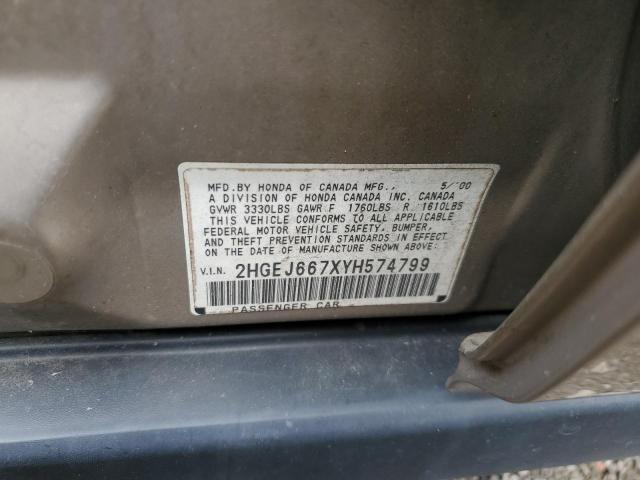 MFD.BY HONDA OF CANADA MFG., 5/'00
A DIVISION OF HONDA CANADA INC. CANADA
GVWR 3330LBS GAWR F 1760LBS R 1610LBS
THIS VEHICLE CONFORMS TO ALL APPLICABLE
FEDERAL MOTOR VEHICLE SAFETY, BUMPER,
AND THEFT PREVENTION STANDARDS IN EFFECT
ON THE DATE OF MANUFACTURE SHOWN ABOVE:
V.I.N. 2HGEJ667XYH574799
PASSENGER CAR